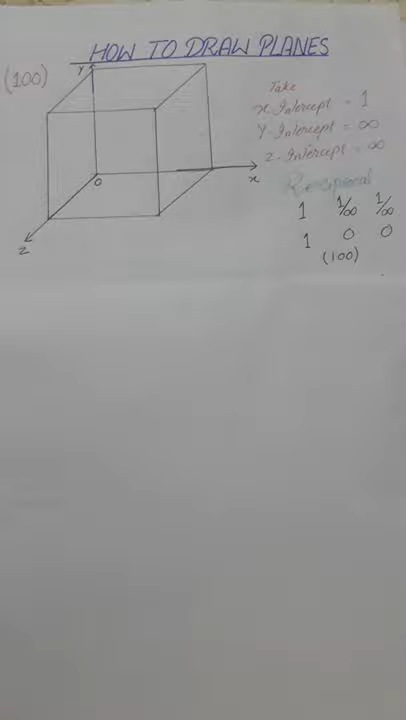 HOW TO DRAW PLANES
(100)
Y
O
X
Z
Take
X-Intercept = 1
Y-Intercept = ∞
Z-Intercept = ∞
Reciprocal
1 1/∞ 1/∞
1 0 0
(100)